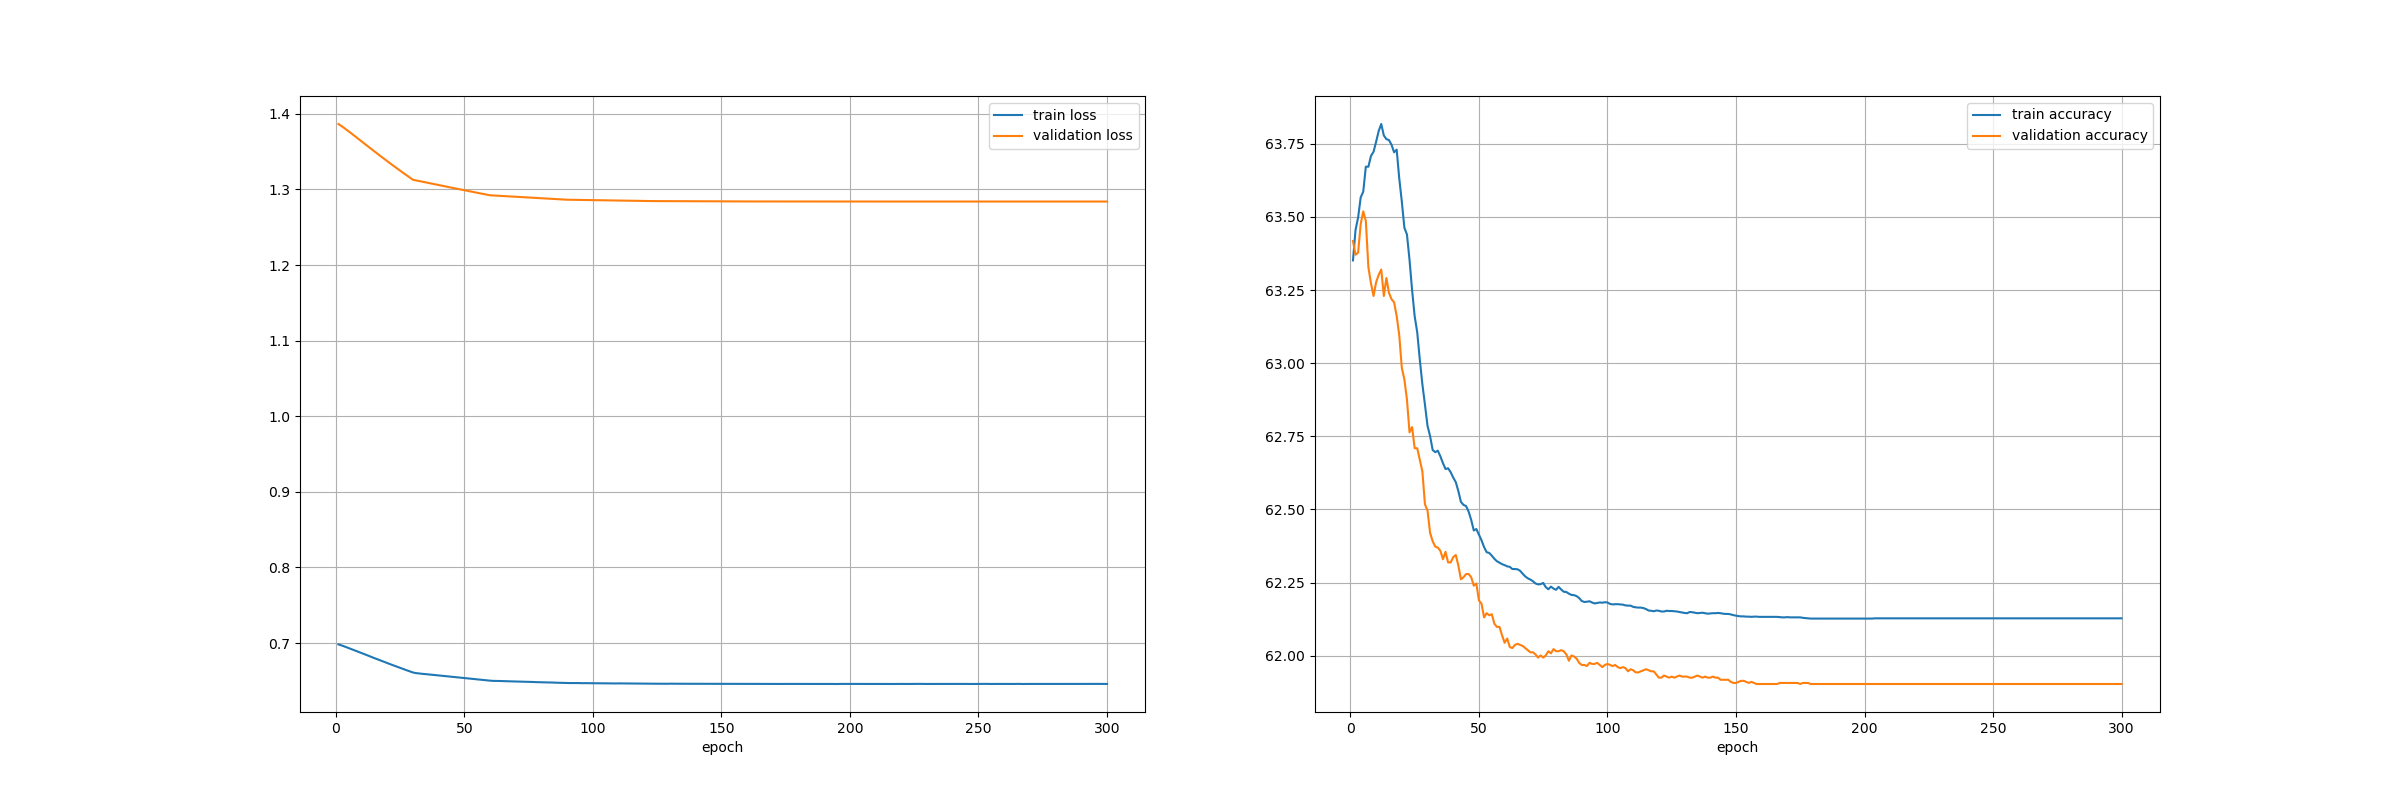 train loss
validation loss
1.4
1.3
1.2
1.1
1.0
0.9
0.8
0.7
0 50 100 150 200 250 300
epoch
train accuracy
validation accuracy
63.75
63.50
63.25
63.00
62.75
62.50
62.25
62.00
0 50 100 150 200 250 300
epoch